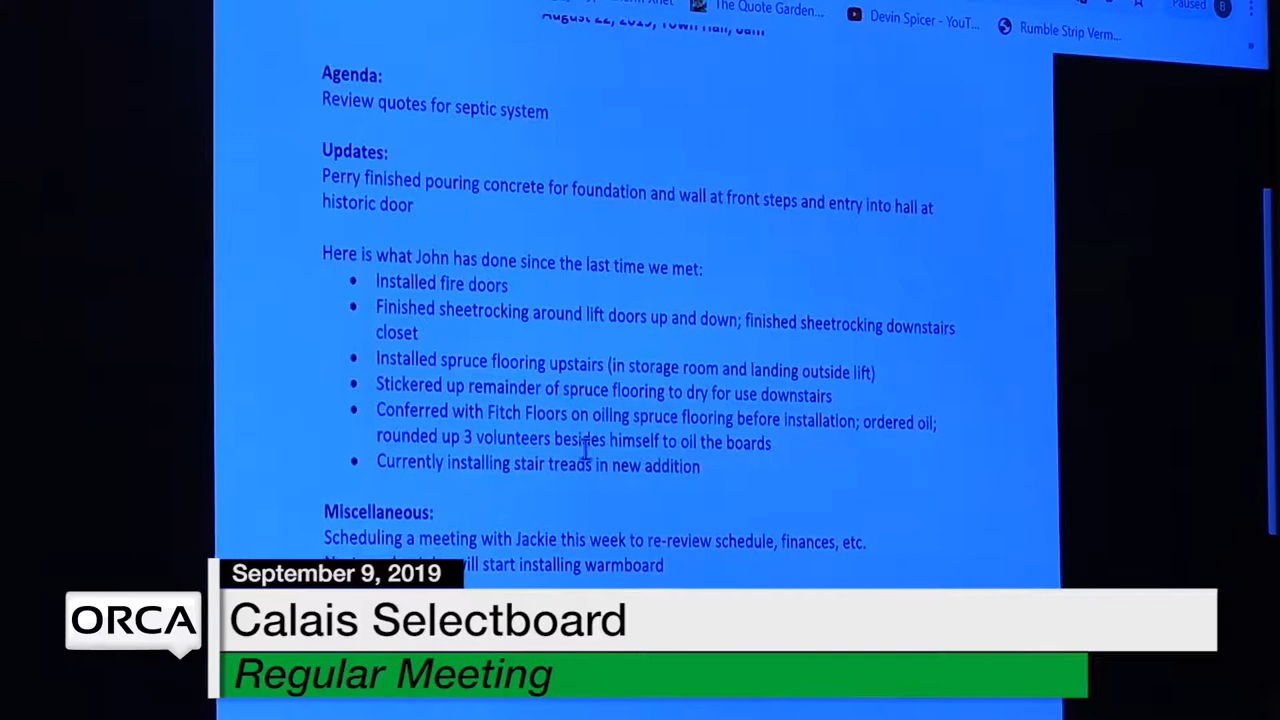 The Quote Garden...
Devin Spicer - YouT...
Rumble Strip Verm...
Paused
B
»
August 22, 2019, Town Hall, 8am
Agenda:
Review quotes for septic system
Updates:
Perry finished pouring concrete for foundation and wall at front steps and entry into hall at
historic door
Here is what John has done since the last time we met:
• Installed fire doors
• Finished sheetrocking around lift doors up and down; finished sheetrocking downstairs
closet
• Installed spruce flooring upstairs (in storage room and landing outside lift)
• Stickered up remainder of spruce flooring to dry for use downstairs
• Conferred with Fitch Floors on oiling spruce flooring before installation; ordered oil;
rounded up 3 volunteers besides himself to oil the boards
• Currently installing stair treads in new addition
Miscellaneous:
Scheduling a meeting with Jackie this week to re-review schedule, finances, etc.
will start installing warmboard
September 9, 2019
ORCA
Calais Selectboard
Regular Meeting